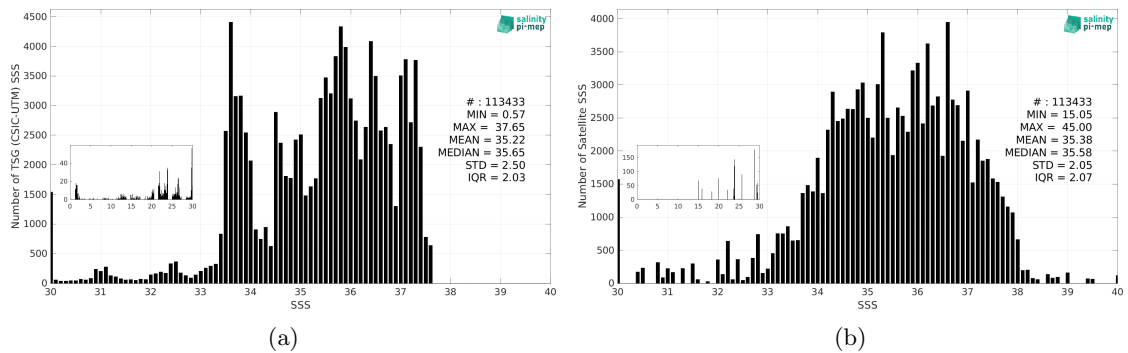 4500
4000
3500
3000
2500
2000
1500
1000
500
0
Number of TSG (CSIC-UTM) SSS
salinity
pi-mep
# : 113433
MIN = 0.57
MAX = 37.65
MEAN = 35.22
MEDIAN = 35.65
STD = 2.50
IQR = 2.03
40
20
0
0 5 10 15 20 25 30
30 31 32 33 34 35 36 37 38 39 40
SSS
(a)
4000
3500
3000
2500
2000
1500
1000
500
0
Number of Satellite SSS
salinity
pi-mep
# : 113433
MIN = 15.05
MAX = 45.00
MEAN = 35.38
MEDIAN = 35.58
STD = 2.05
IQR = 2.07
150
100
50
0
0 5 10 15 20 25 30
30 31 32 33 34 35 36 37 38 39 40
SSS
(b)